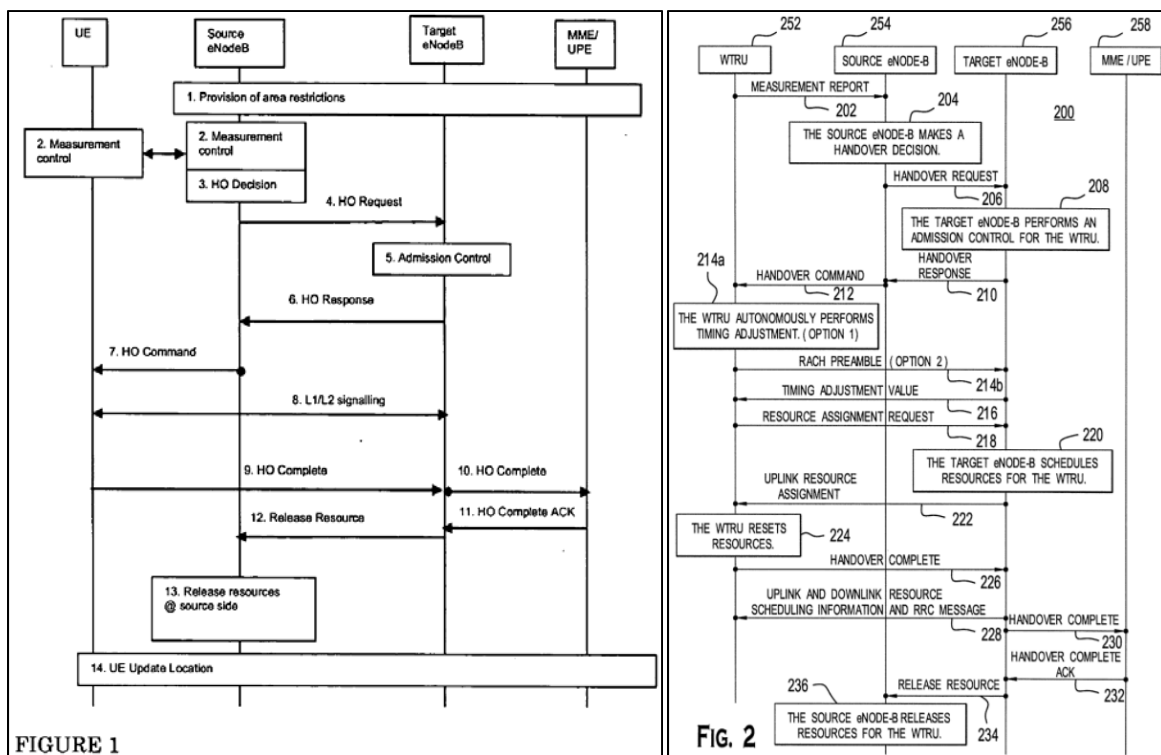 UE
Source
eNodeB
Target
eNodeB
MME/
UPE
1. Provision of area restrictions
2. Measurement
control
2. Measurement
control
3. HO Decision
4. HO Request
5. Admission Control
6. HO Response
7. HO Command
8. L1/L2 signalling
9. HO Complete
10. HO Complete
11. HO Complete ACK
12. Release Resource
13. Release resources
@ source side
14. UE Update Location
FIGURE 1
252
254
256
258
WTRU
SOURCE eNODE-B
TARGET eNODE-B
MME / UPE
MEASUREMENT REPORT
202
204
200
THE SOURCE eNODE-B MAKES A
HANDOVER DECISION.
HANDOVER REQUEST
206
208
THE TARGET eNODE-B PERFORMS AN
ADMISSION CONTROL FOR THE WTRU.
214a
HANDOVER COMMAND
212
HANDOVER
RESPONSE
210
THE WTRU AUTONOMOUSLY PERFORMS
TIMING ADJUSTMENT. (OPTION 1)
RACH PREAMBLE (OPTION 2)
214b
TIMING ADJUSTMENT VALUE
216
RESOURCE ASSIGNMENT REQUEST
218
220
THE TARGET eNODE-B SCHEDULES
RESOURCES FOR THE WTRU.
UPLINK RESOURCE
ASSIGNMENT
222
THE WTRU RESETS
RESOURCES.
224
HANDOVER COMPLETE
226
UPLINK AND DOWNLINK RESOURCE
SCHEDULING INFORMATION AND RRC MESSAGE
228
HANDOVER COMPLETE
230
HANDOVER COMPLETE
ACK
232
236
RELEASE RESOURCE
234
THE SOURCE eNODE-B RELEASES
RESOURCES FOR THE WTRU.
FIG. 2